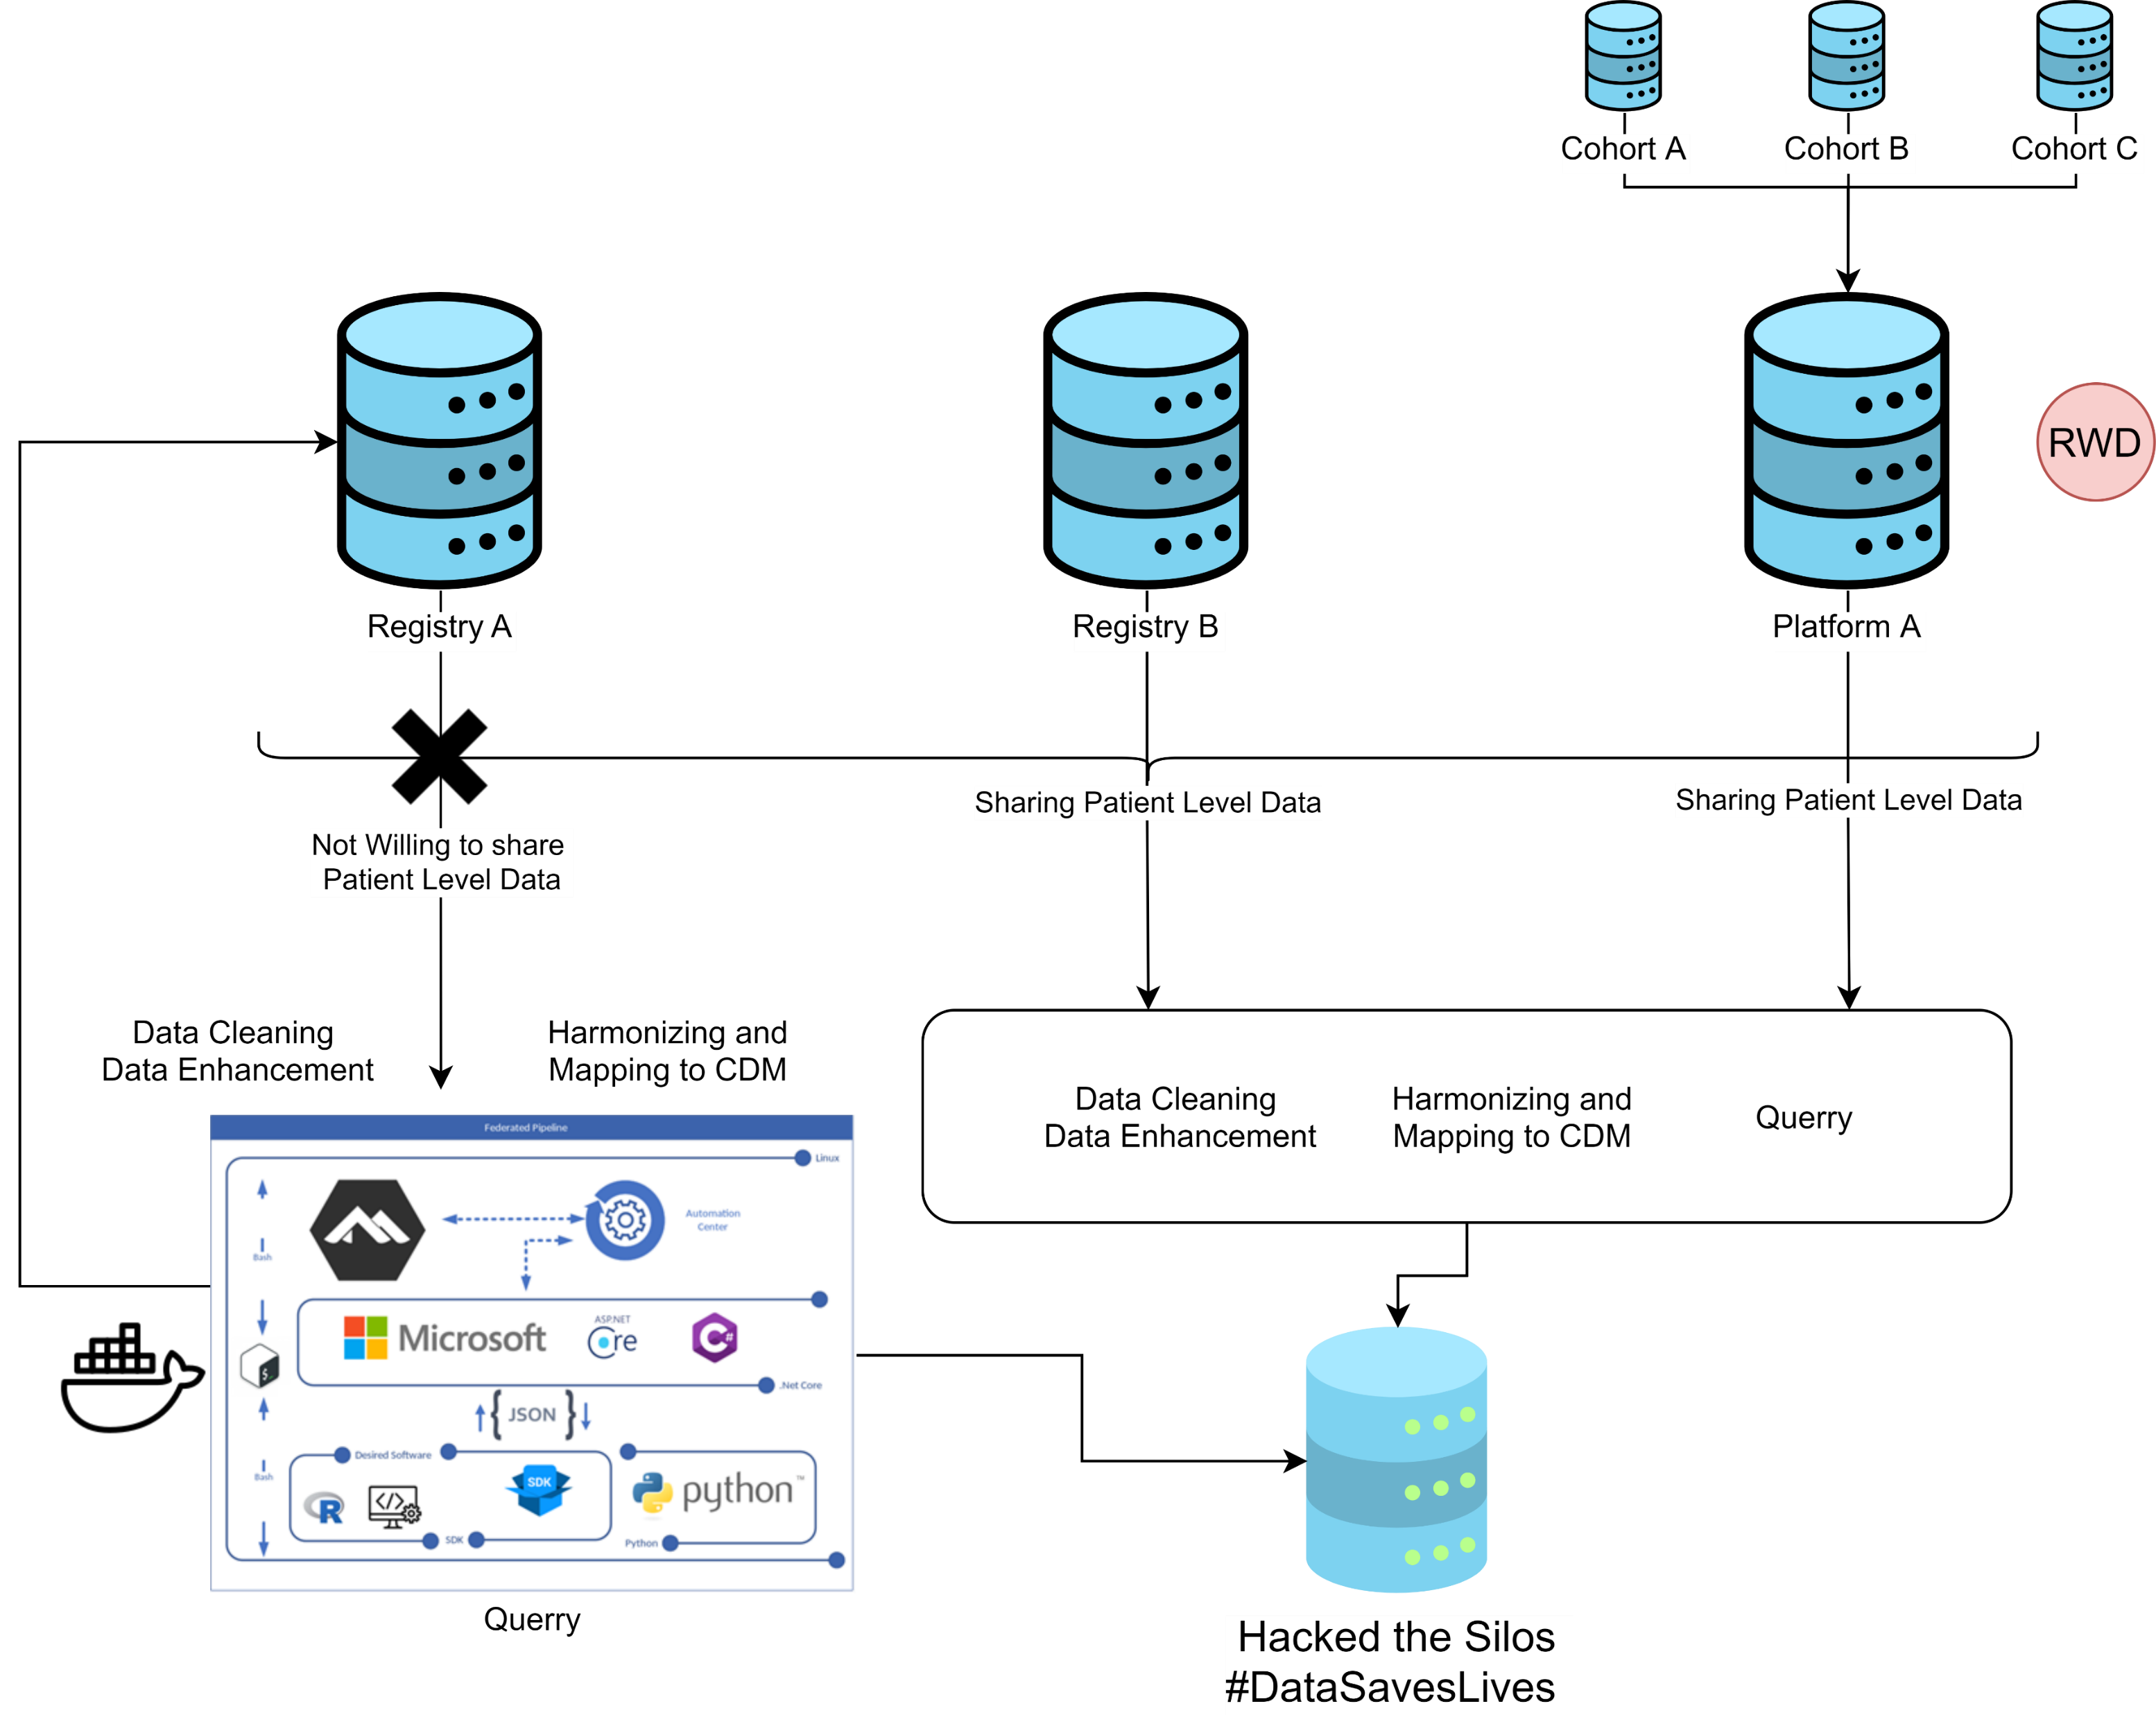 Cohort A
Cohort B
Cohort C
RWD
Registry A
Registry B
Platform A
Sharing Patient Level Data
Sharing Patient Level Data
Not Willing to share
Patient Level Data
Data Cleaning
Data Enhancement
Harmonizing and
Mapping to CDM
Data Cleaning
Data Enhancement
Harmonizing and
Mapping to CDM
Querry
Federated Pipeline
Linux
Automation
Center
Bash
Microsoft
ASP.NET
Core
C#
.Net Core
$_
{ JSON }
Desired Software
Bash
R
</>
SDK
python™
SDK
Python
Querry
Hacked the Silos
#DataSavesLives